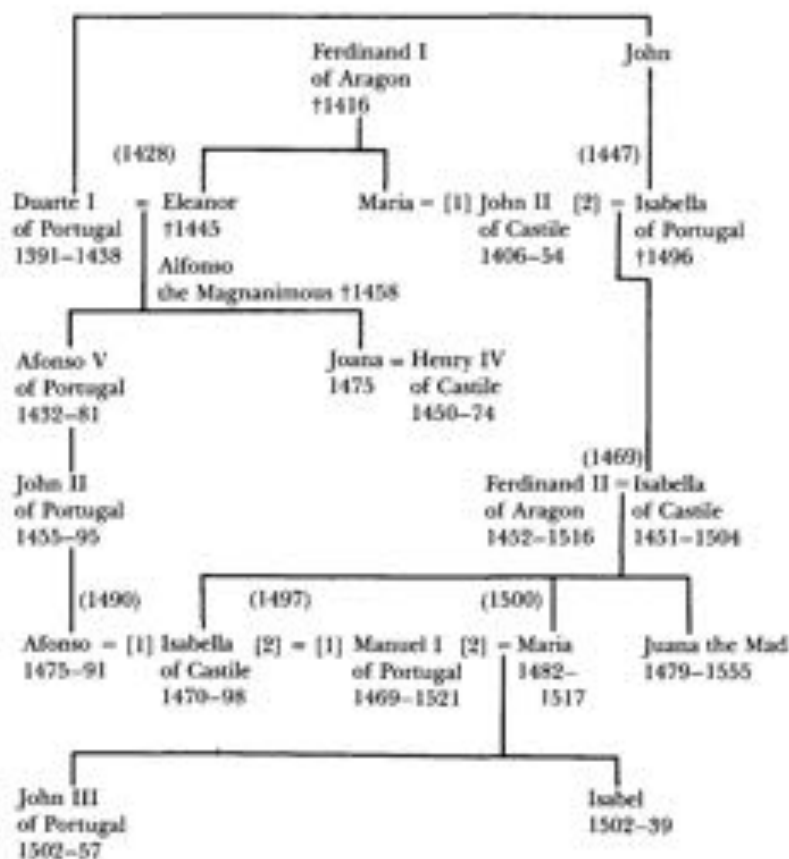 Ferdinand I
of Aragon
†1416
John
(1428)
(1447)
Duarte I
of Portugal
1391–1438
=
Eleanor
†1445
Maria = [1] John II [2] = Isabella
of Castile
1406–54
of Portugal
†1496
Alfonso
the Magnanimous †1458
Afonso V
of Portugal
1432–81
Joana = Henry IV
1475
of Castile
1450–74
John II
of Portugal
1455–95
(1469)
Ferdinand II = Isabella
of Aragon
1452–1516
of Castile
1451–1504
(1490)
(1497)
(1500)
Afonso = [1] Isabella [2] = [1] Manuel I [2] = Maria
1475–91
of Castile
1470–98
of Portugal
1469–1521
1482–
1517
Juana the Mad
1479–1555
John III
of Portugal
1502–57
Isabel
1502–39